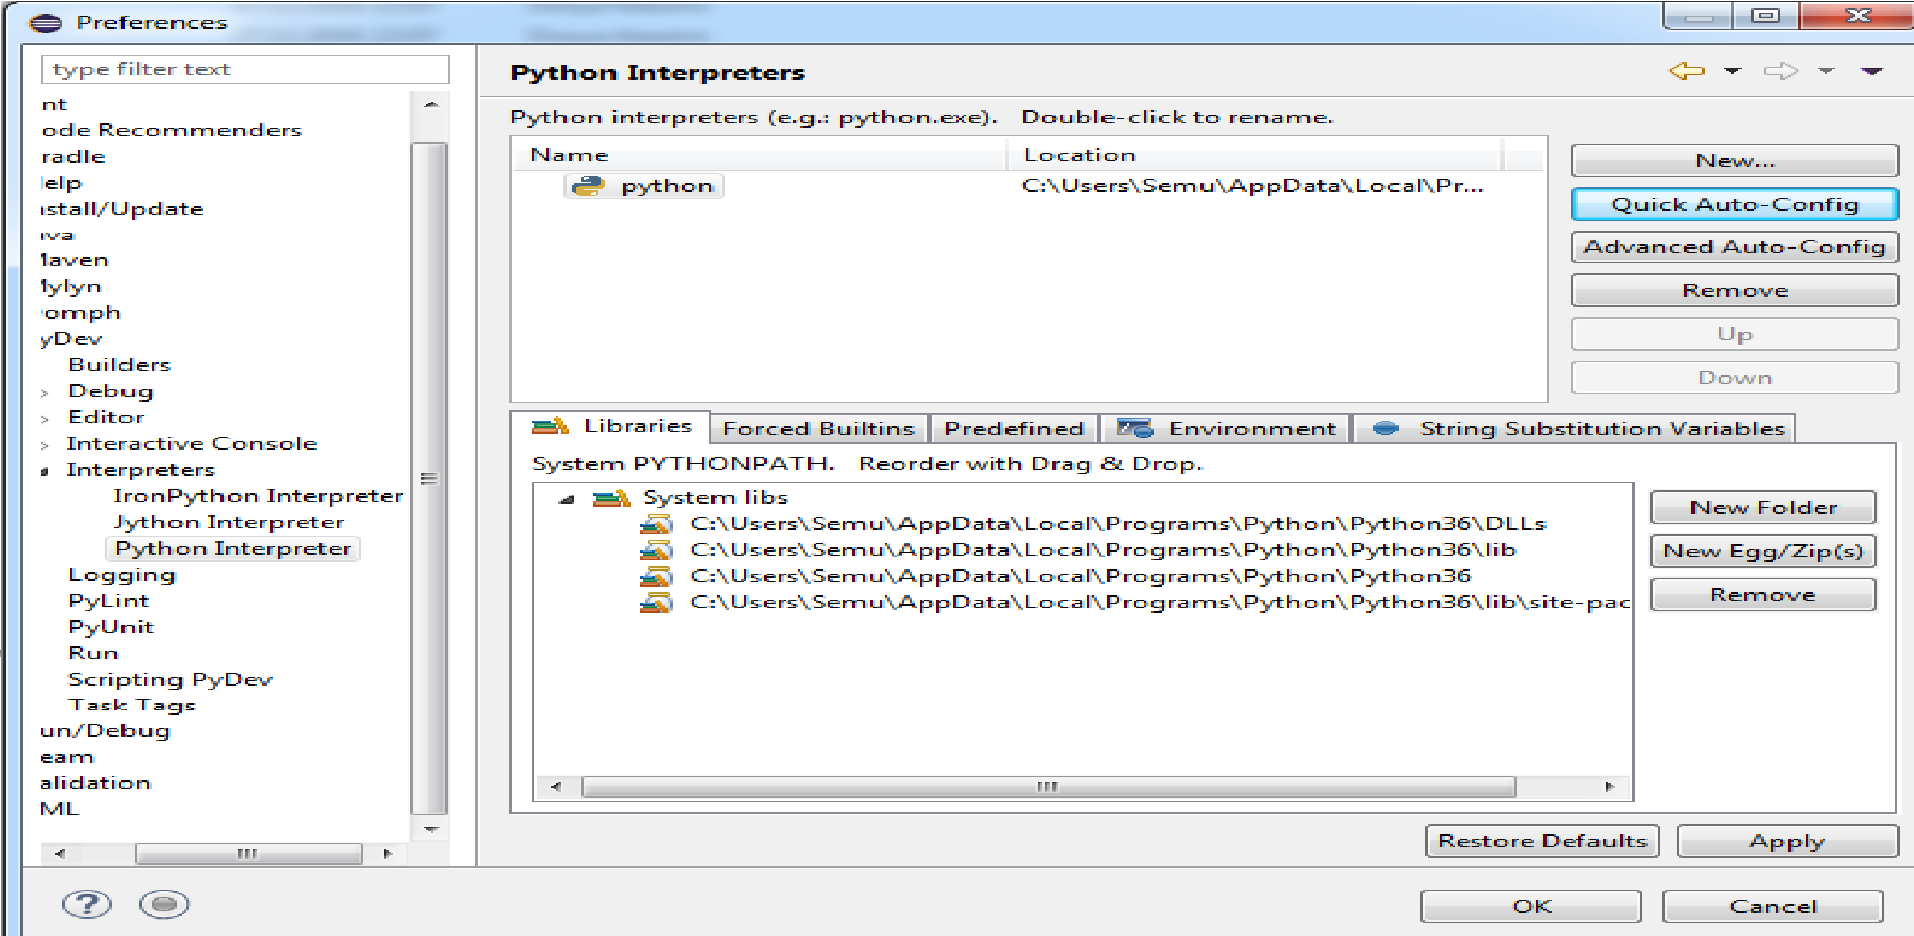 Preferences
type filter text
nt
ode Recommenders
radle
lelp
nstall/Update
ava
Maven
Mylyn
omph
yDev
Builders
Debug
Editor
Interactive Console
Interpreters
IronPython Interpreter
Jython Interpreter
Python Interpreter
Logging
PyLint
PyUnit
Run
Scripting PyDev
Task Tags
un/Debug
eam
alidation
ML
Python Interpreters
Python interpreters (e.g.: python.exe). Double-click to rename.
Name Location
python C:\Users\Semu\AppData\Local\Pr...
New...
Quick Auto-Config
Advanced Auto-Config
Remove
Up
Down
Libraries Forced Builtins Predefined Environment String Substitution Variables
System PYTHONPATH. Reorder with Drag & Drop.
System libs
C:\Users\Semu\AppData\Local\Programs\Python\Python36\DLLs
C:\Users\Semu\AppData\Local\Programs\Python\Python36\lib
C:\Users\Semu\AppData\Local\Programs\Python\Python36
C:\Users\Semu\AppData\Local\Programs\Python\Python36\lib\site-pac
New Folder
New Egg/Zip(s)
Remove
Restore Defaults Apply
OK Cancel